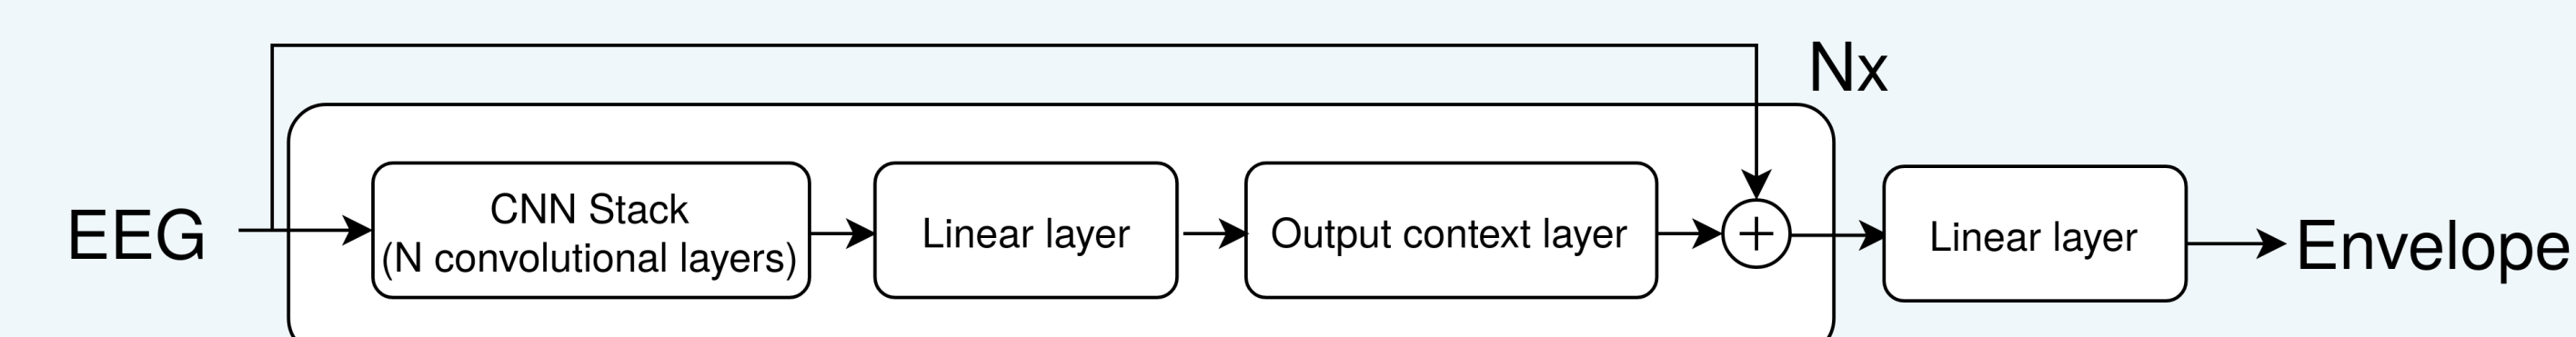 Nx
EEG
CNN Stack
(N convolutional layers)
Linear layer
Output context layer
+
Linear layer
Envelope